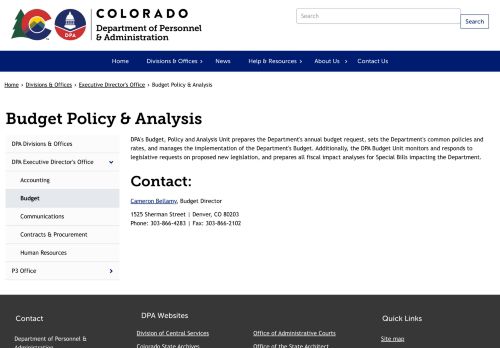 COLORADO
Department of Personnel
& Administration
DPA
Search
Search
Home
Divisions & Offices
News
Help & Resources
About Us
Contact Us
Home › Divisions & Offices › Executive Director's Office › Budget Policy & Analysis
Budget Policy & Analysis
DPA Divisions & Offices
DPA Executive Director's Office
Accounting
Budget
Communications
Contracts & Procurement
Human Resources
P3 Office
DPA's Budget, Policy and Analysis Unit prepares the Department's annual budget request, sets the Department's common policies and
rates, and manages the implementation of the Department's Budget. Additionally, the DPA Budget Unit monitors and responds to
legislative requests on proposed new legislation, and prepares all fiscal impact analyses for Special Bills impacting the Department.
Contact:
Cameron Bellamy, Budget Director
1525 Sherman Street | Denver, CO 80203
Phone: 303-866-4283 | Fax: 303-866-2102
Contact
Department of Personnel &
Administration
DPA Websites
Division of Central Services
Colorado State Archives
Office of Administrative Courts
Office of the State Architect
Quick Links
Site map